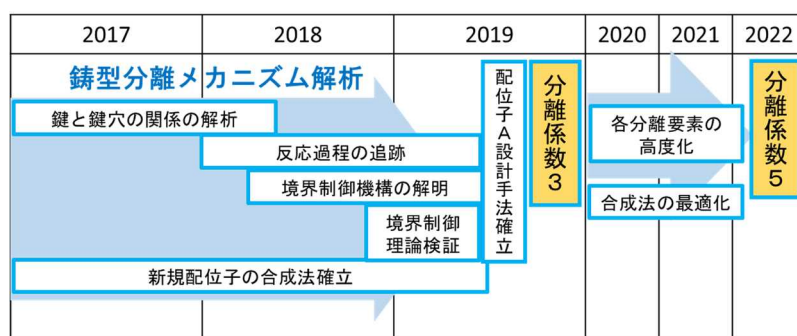 2017
2018
2019
2020
2021
2022
鋳型分離メカニズム解析
鍵と鍵穴の関係の解析
反応過程の追跡
境界制御機構の解明
境界制御
理論検証
新規配位子の合成法確立
配位子A設計手法確立
分離係数3
各分離要素の
高度化
合成法の最適化
分離係数5